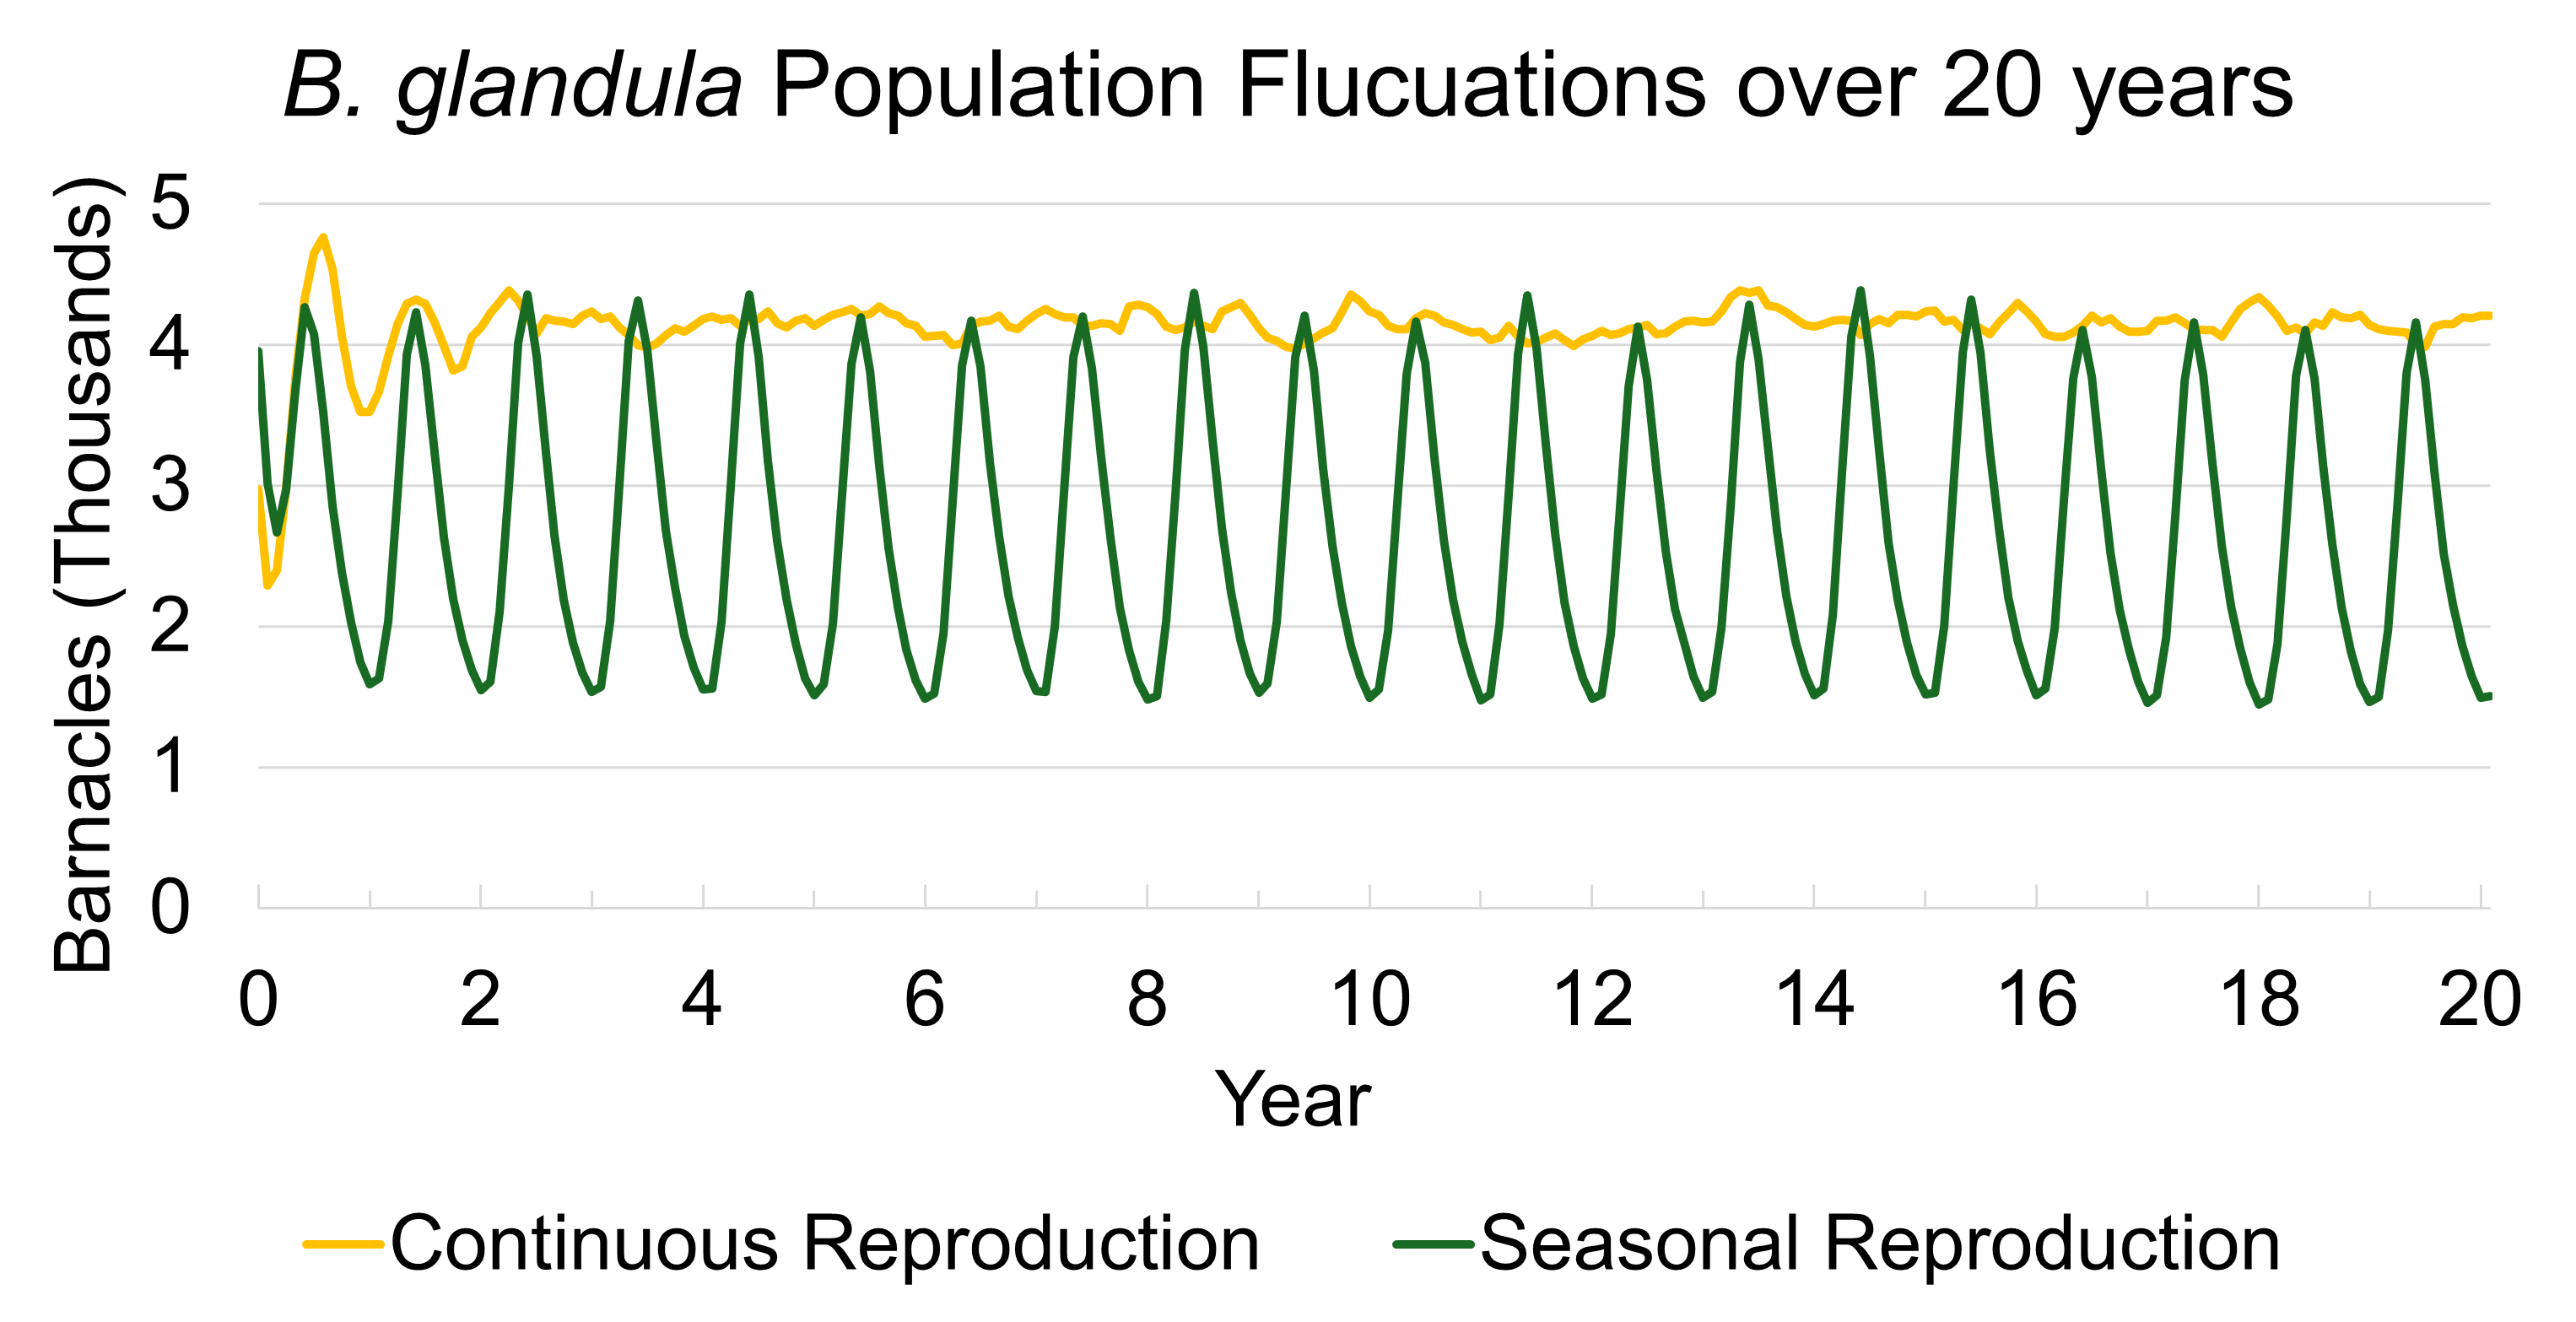 B. glandula Population Flucuations over 20 years
Barnacles (Thousands)
5
4
3
2
1
0
0 2 4 6 8 10 12 14 16 18 20
Year
Continuous Reproduction Seasonal Reproduction